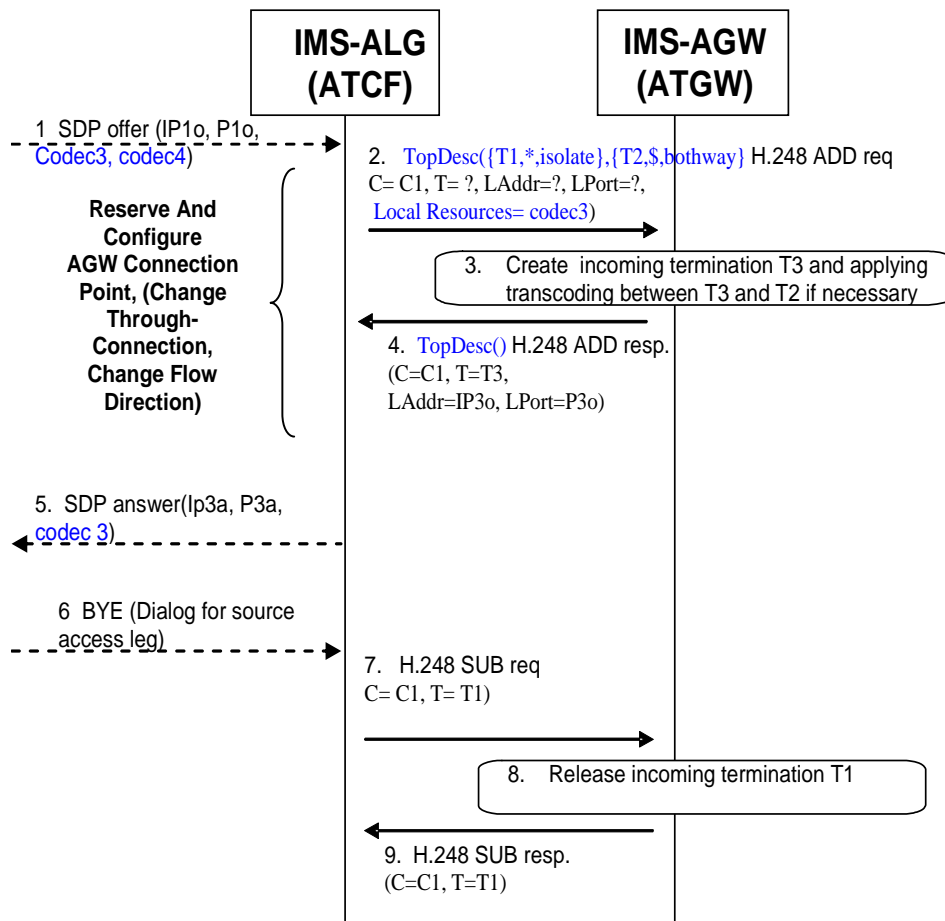 IMS-ALG
(ATCF)
IMS-AGW
(ATGW)
1 SDP offer (IP1o, P1o,
Codec3, codec4)
2. TopDesc({T1,*,isolate},{T2,$,bothway} H.248 ADD req
C= C1, T= ?, LAddr=?, LPort=?,
Local Resources= codec3)
Reserve And
Configure
AGW Connection
Point, (Change
Through-
Connection,
Change Flow
Direction)
3. Create incoming termination T3 and applying
transcoding between T3 and T2 if necessary
4. TopDesc() H.248 ADD resp.
(C=C1, T=T3,
LAddr=IP3o, LPort=P3o)
5. SDP answer(Ip3a, P3a,
codec 3)
6 BYE (Dialog for source
access leg)
7. H.248 SUB req
C= C1, T= T1)
8. Release incoming termination T1
9. H.248 SUB resp.
(C=C1, T=T1)